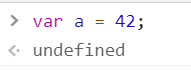 > var a = 42;
<· undefined